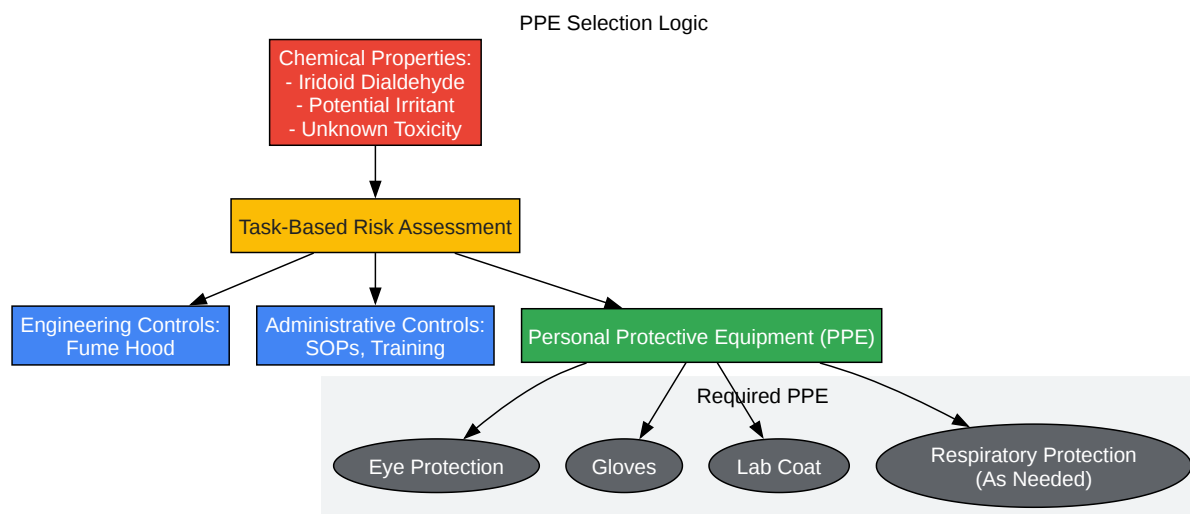 PPE Selection Logic
Chemical Properties:
- Iridoid Dialdehyde
- Potential Irritant
- Unknown Toxicity
Task-Based Risk Assessment
Engineering Controls:
Fume Hood
Administrative Controls:
SOPs, Training
Personal Protective Equipment (PPE)
Required PPE
Eye Protection
Gloves
Lab Coat
Respiratory Protection
(As Needed)